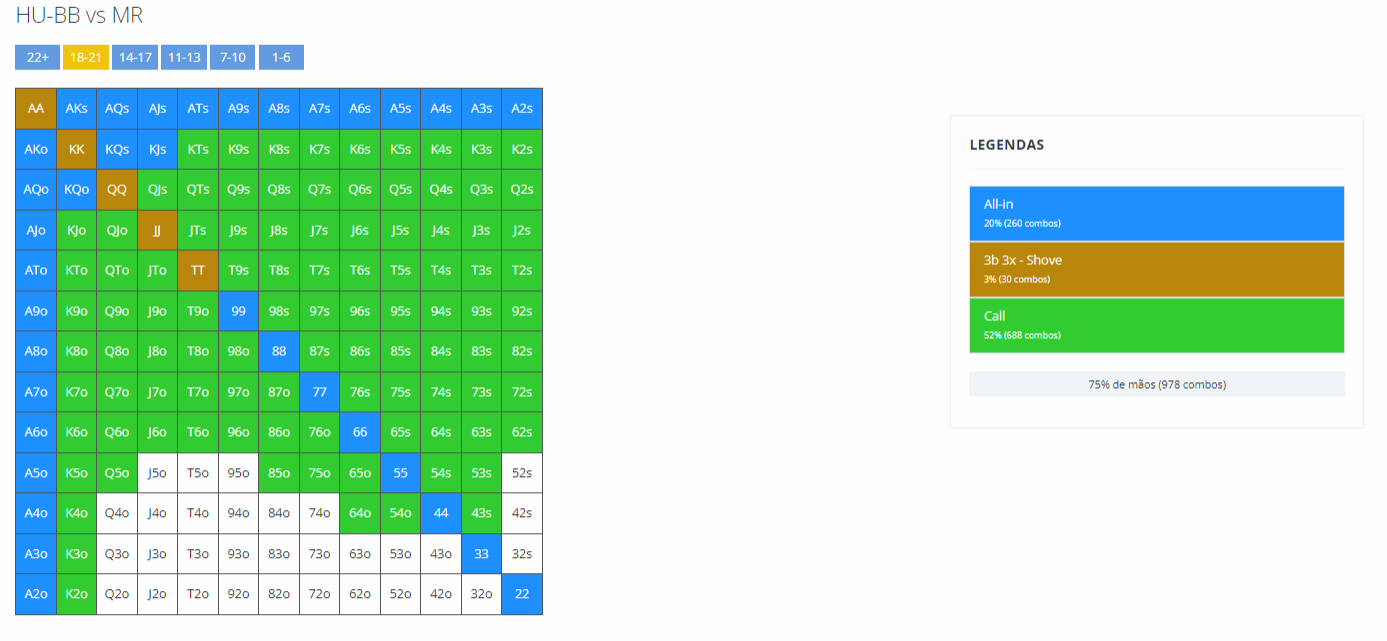 HU-BB vs MR
22+ 18-21 14-17 11-13 7-10 1-6
AA AKs AQs AJs ATs A9s A8s A7s A6s A5s A4s A3s A2s
AKo KK KQs KJs KTs K9s K8s K7s K6s K5s K4s K3s K2s
AQo KQo QQ QJs QTs Q9s Q8s Q7s Q6s Q5s Q4s Q3s Q2s
AJo KJo QJo JJ JTs J9s J8s J7s J6s J5s J4s J3s J2s
ATo KTo QTo JTo TT T9s T8s T7s T6s T5s T4s T3s T2s
A9o K9o Q9o J9o T9o 99 98s 97s 96s 95s 94s 93s 92s
A8o K8o Q8o J8o T8o 98o 88 87s 86s 85s 84s 83s 82s
A7o K7o Q7o J7o T7o 97o 87o 77 76s 75s 74s 73s 72s
A6o K6o Q6o J6o T6o 96o 86o 76o 66 65s 64s 63s 62s
A5o K5o Q5o J5o T5o 95o 85o 75o 65o 55 54s 53s 52s
A4o K4o Q4o J4o T4o 94o 84o 74o 64o 54o 44 43s 42s
A3o K3o Q3o J3o T3o 93o 83o 73o 63o 53o 43o 33 32s
A2o K2o Q2o J2o T2o 92o 82o 72o 62o 52o 42o 32o 22
LEGENDAS
All-in
20% (260 combos)
3b 3x - Shove
3% (30 combos)
Call
52% (688 combos)
75% de mãos (978 combos)